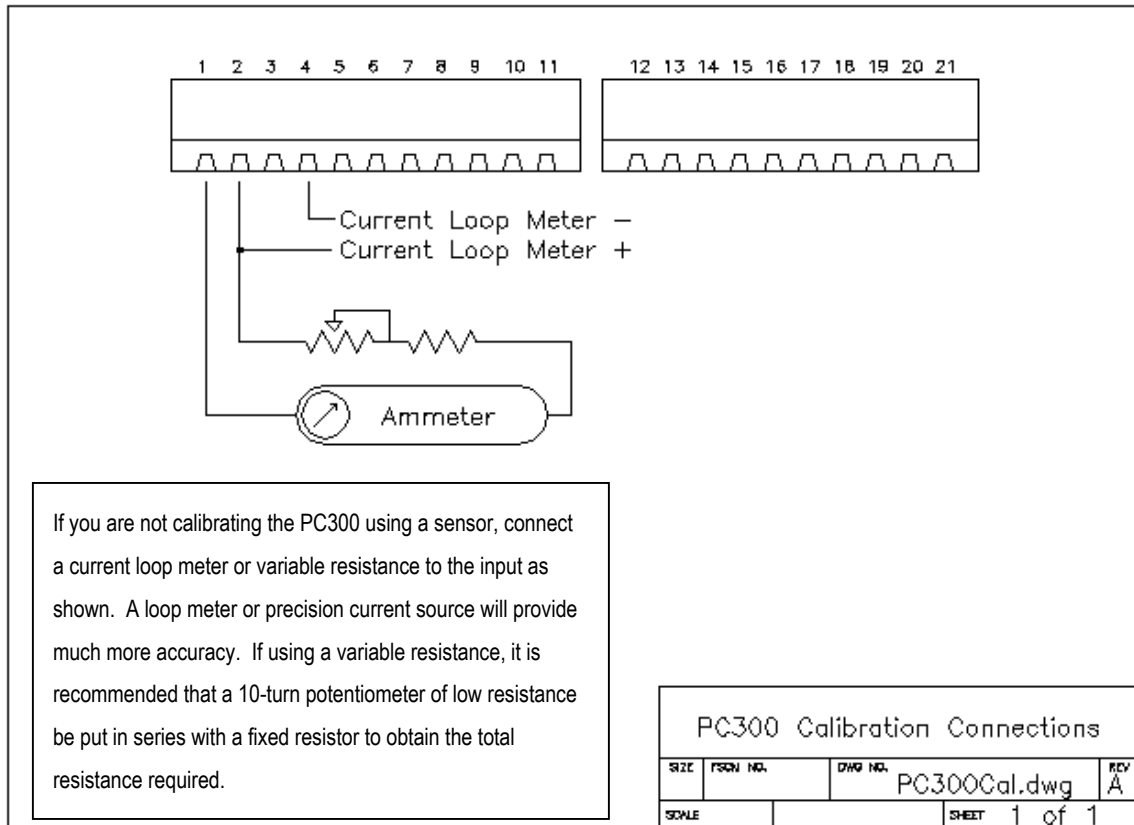 1 2 3 4 5 6 7 8 9 10 11 12 13 14 15 16 17 18 19 20 21
Current Loop Meter −
Current Loop Meter +
Ammeter
If you are not calibrating the PC300 using a sensor, connect
a current loop meter or variable resistance to the input as
shown. A loop meter or precision current source will provide
much more accuracy. If using a variable resistance, it is
recommended that a 10-turn potentiometer of low resistance
be put in series with a fixed resistor to obtain the total
resistance required.
PC300 Calibration Connections
SIZE FSCM NO. DWG NO. REV
PC300Cal.dwg A
SCALE SHEET 1 of 1